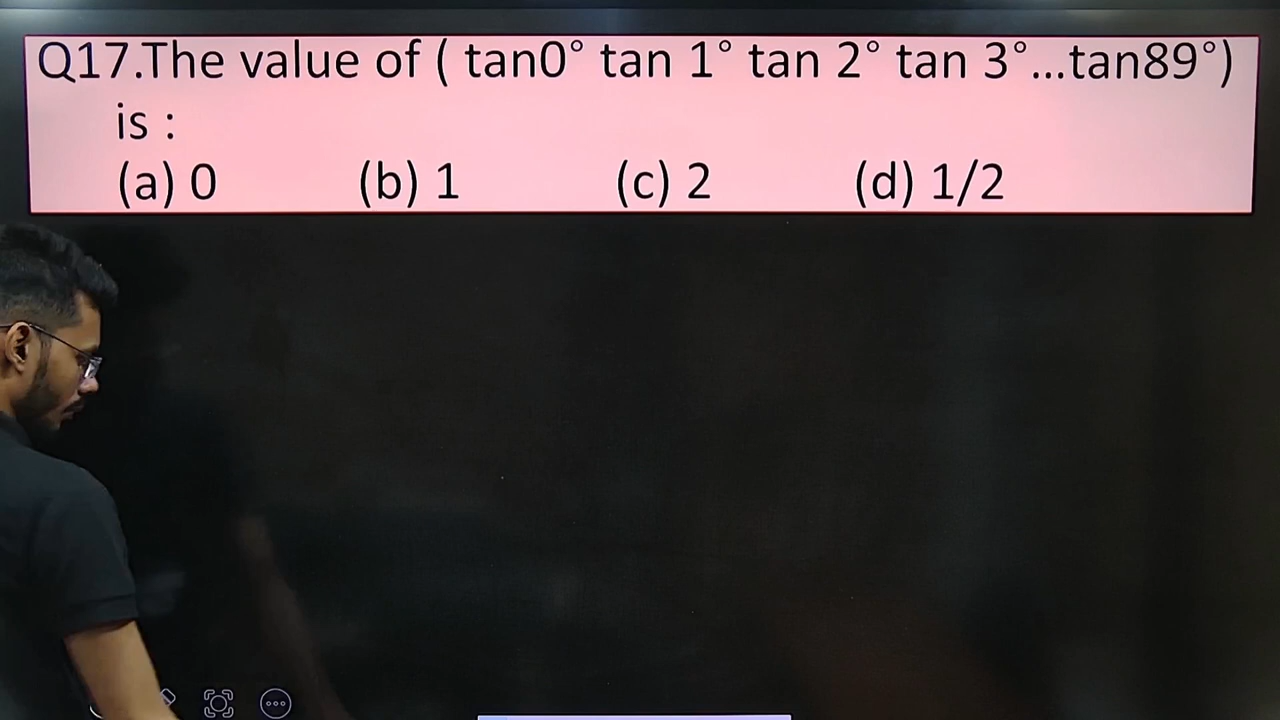 Q17.The value of ( tan0° tan 1° tan 2° tan 3°...tan89°)
is :
(a) 0 (b) 1 (c) 2 (d) 1/2